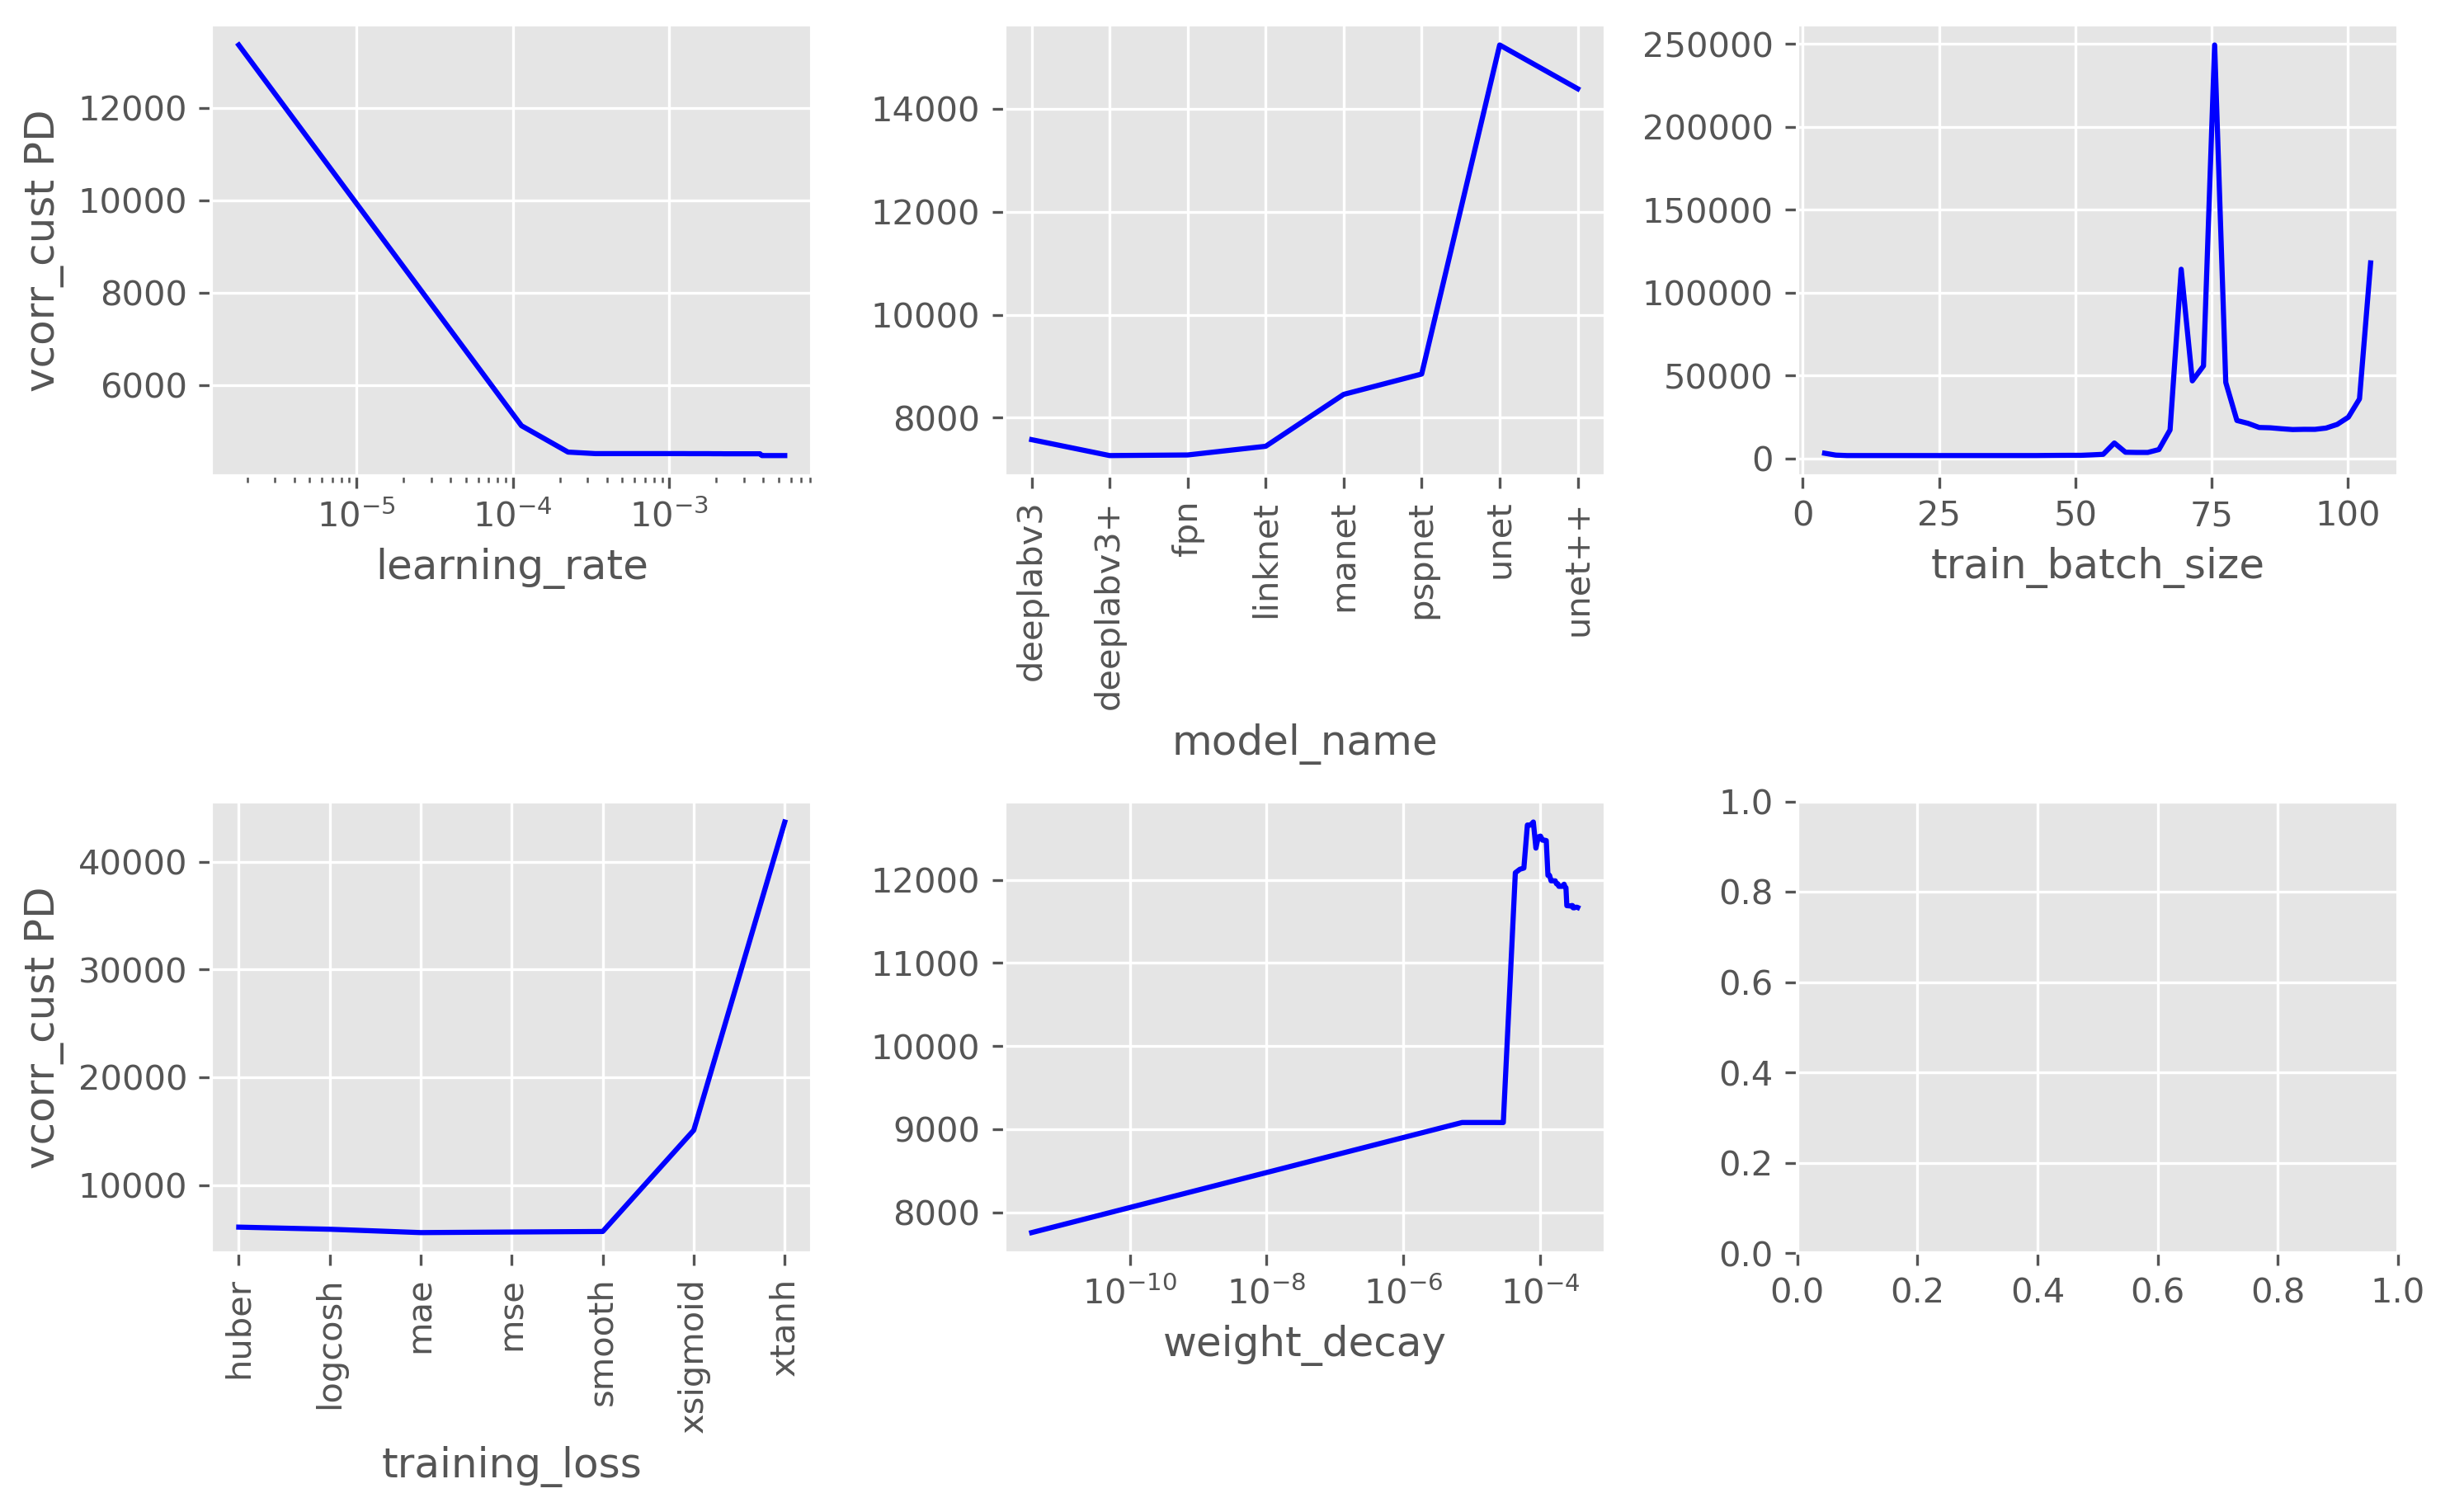 vcorr_cust PD
12000
10000
8000
6000
10⁻⁵ 10⁻⁴ 10⁻³
learning_rate
14000
12000
10000
8000
deeplabv3
deeplabv3+
fpn
linknet
manet
pspnet
unet
unet++
model_name
250000
200000
150000
100000
50000
0
0 25 50 75 100
train_batch_size
vcorr_cust PD
40000
30000
20000
10000
huber
logcosh
mae
rmse
smooth
xsigmoid
xtanh
training_loss
12000
11000
10000
9000
8000
10⁻¹⁰ 10⁻⁸ 10⁻⁶ 10⁻⁴
weight_decay
1.0
0.8
0.6
0.4
0.2
0.0
0.0 0.2 0.4 0.6 0.8 1.0